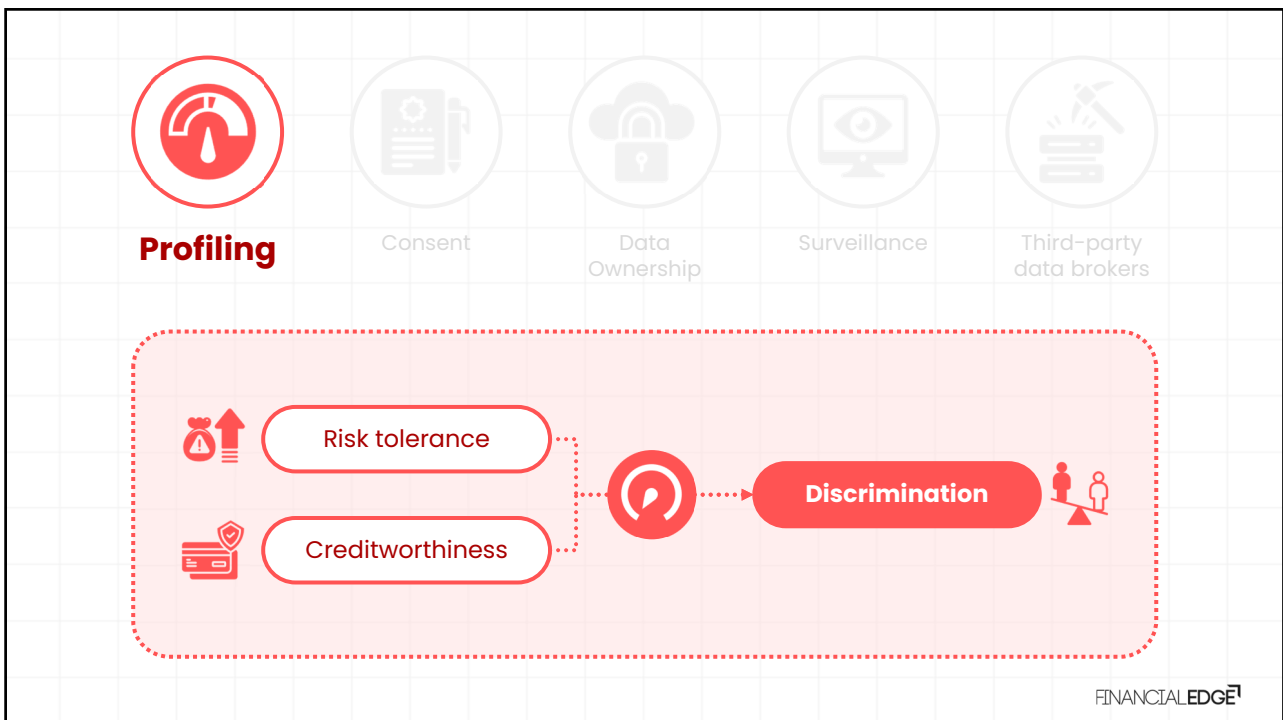 Profiling
Consent
Data
Ownership
Surveillance
Third-party
data brokers
Risk tolerance
Creditworthiness
Discrimination
FINANCIALEDGE